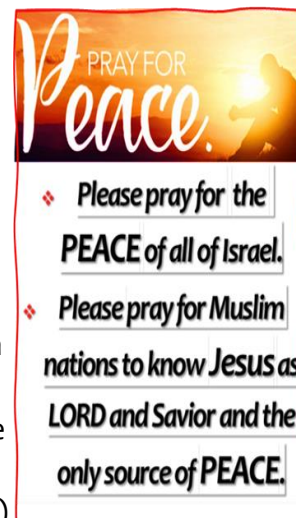 PRAY FOR
Peace.
Please pray for the
PEACE of all of Israel.
Please pray for Muslim
nations to know Jesus as
LORD and Savior and the
only source of PEACE.